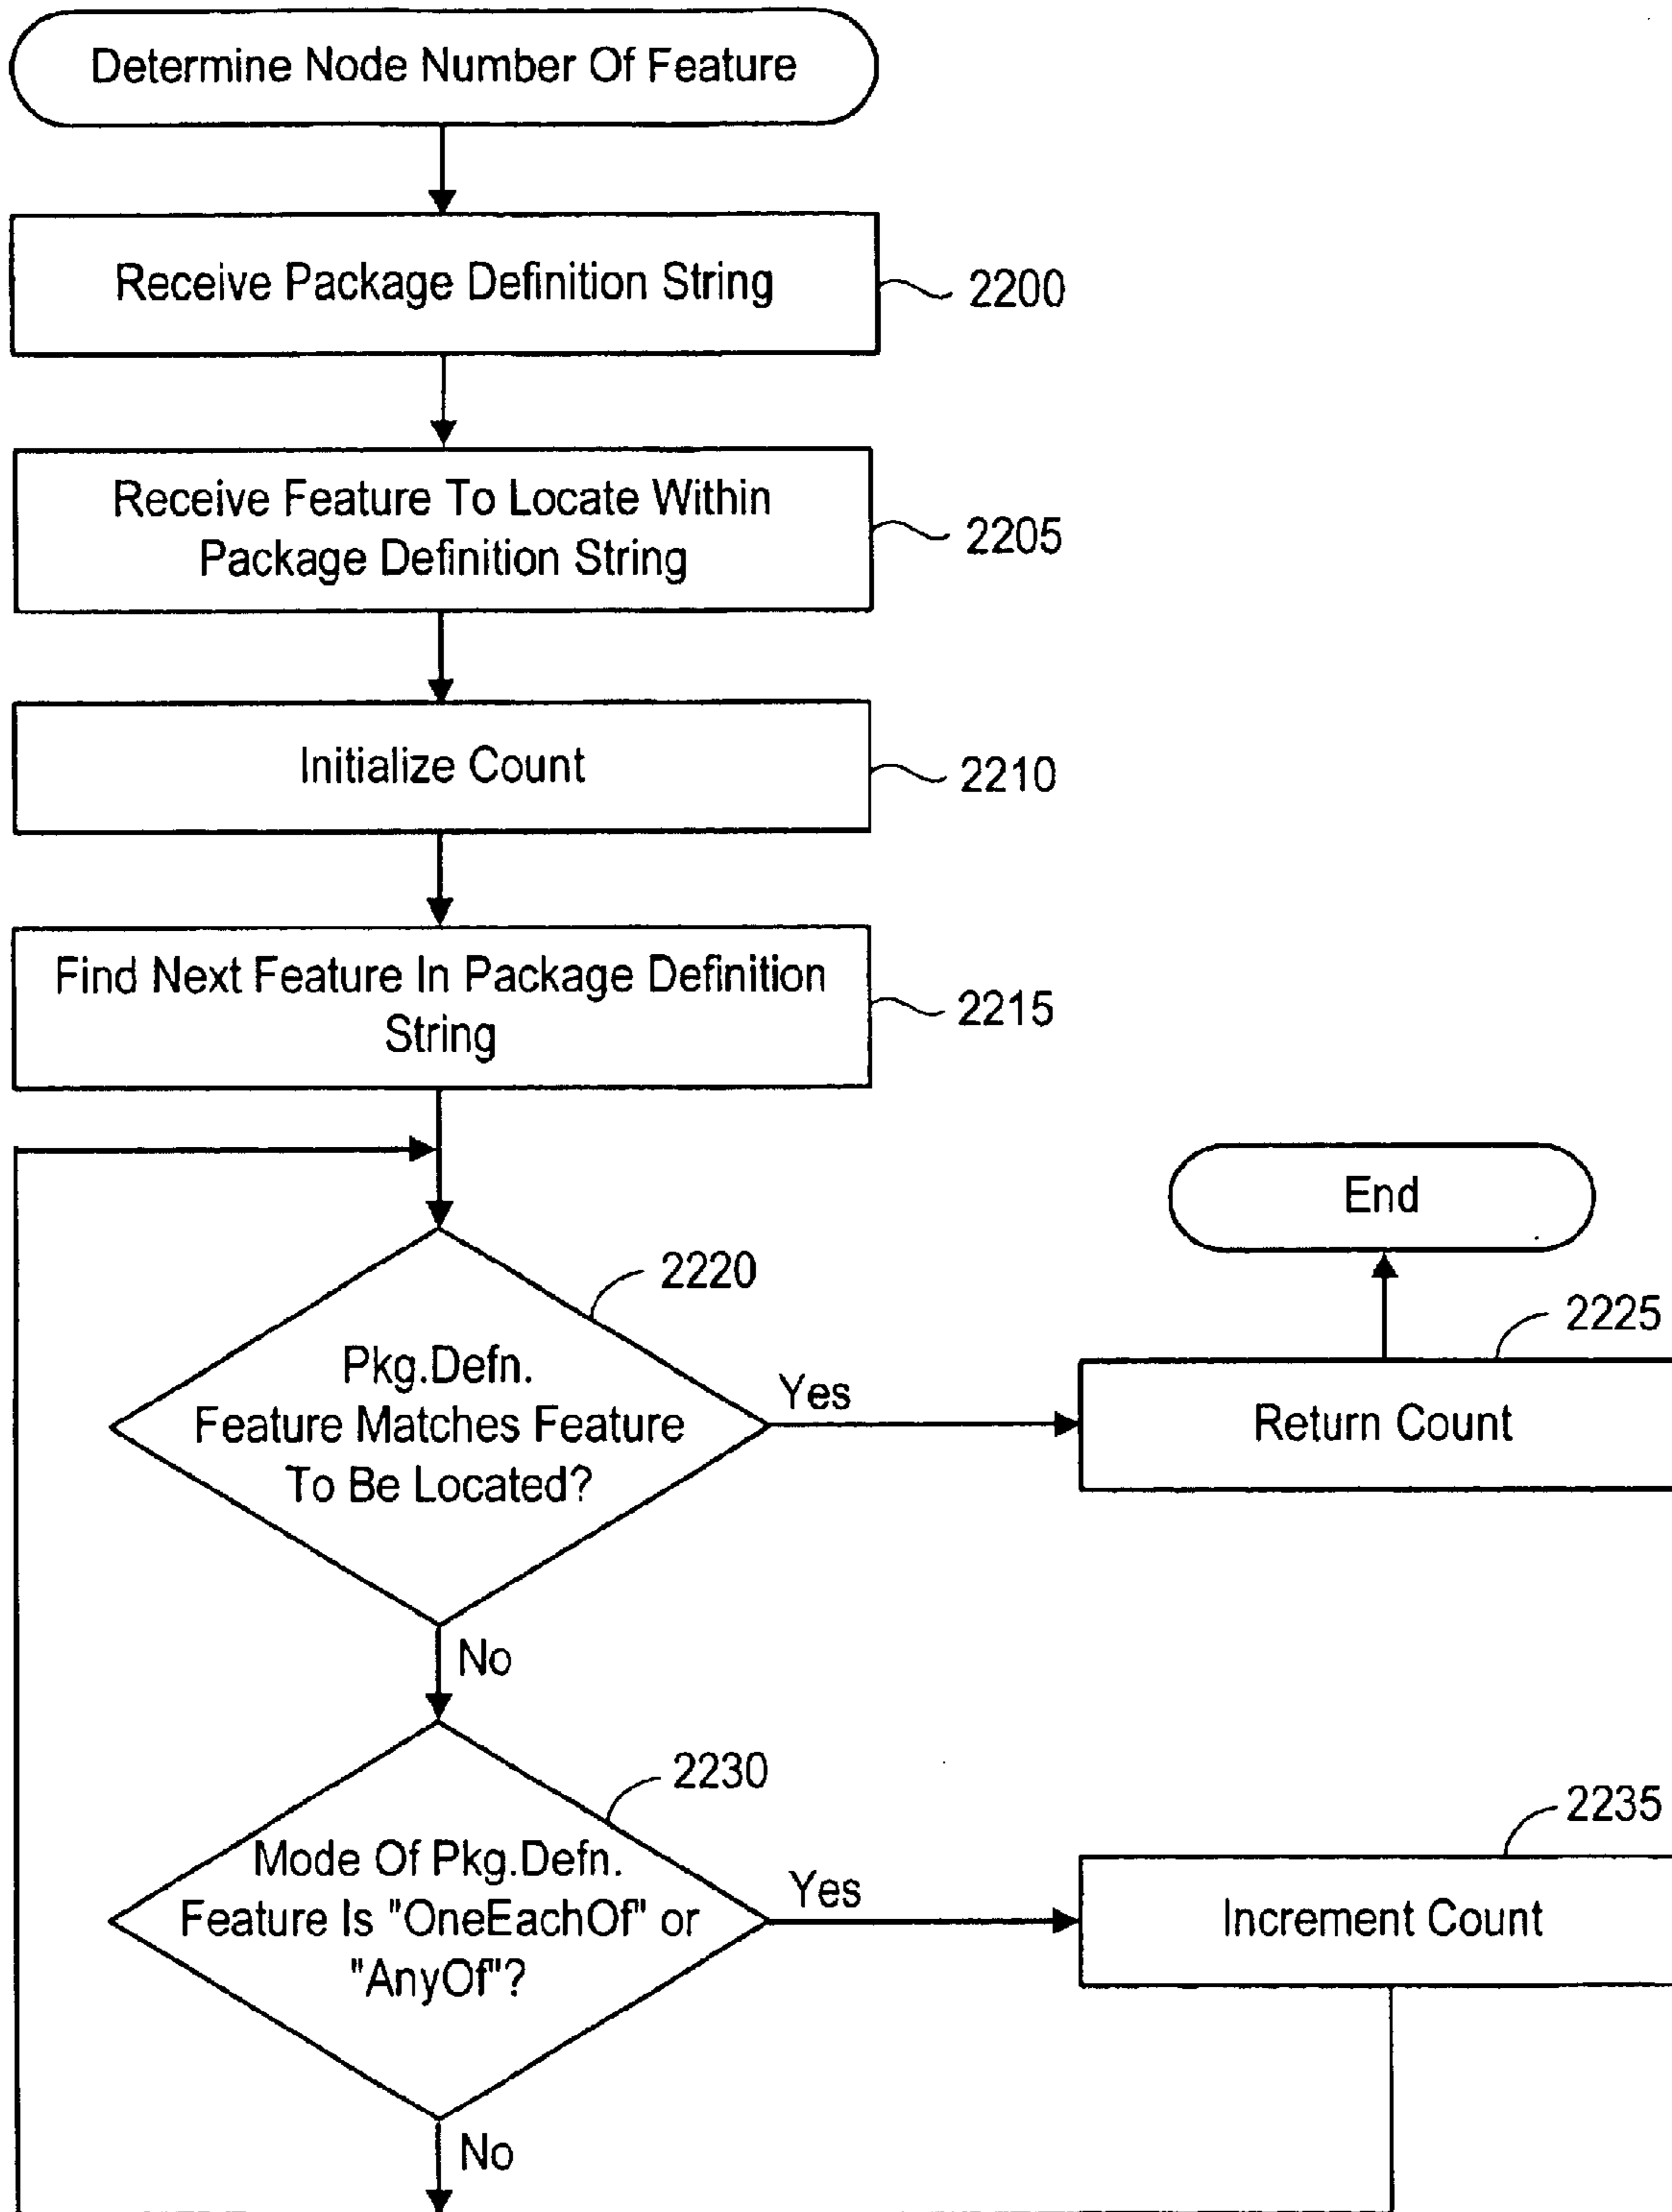 Determine Node Number Of Feature
Receive Package Definition String
2200
Receive Feature To Locate Within
Package Definition String
2205
Initialize Count
2210
Find Next Feature In Package Definition
String
2215
End
2220
Pkg.Defn.
Feature Matches Feature
To Be Located?
Yes
2225
Return Count
No
2230
Mode Of Pkg.Defn.
Feature Is "OneEachOf" or
"AnyOf"?
Yes
2235
Increment Count
No